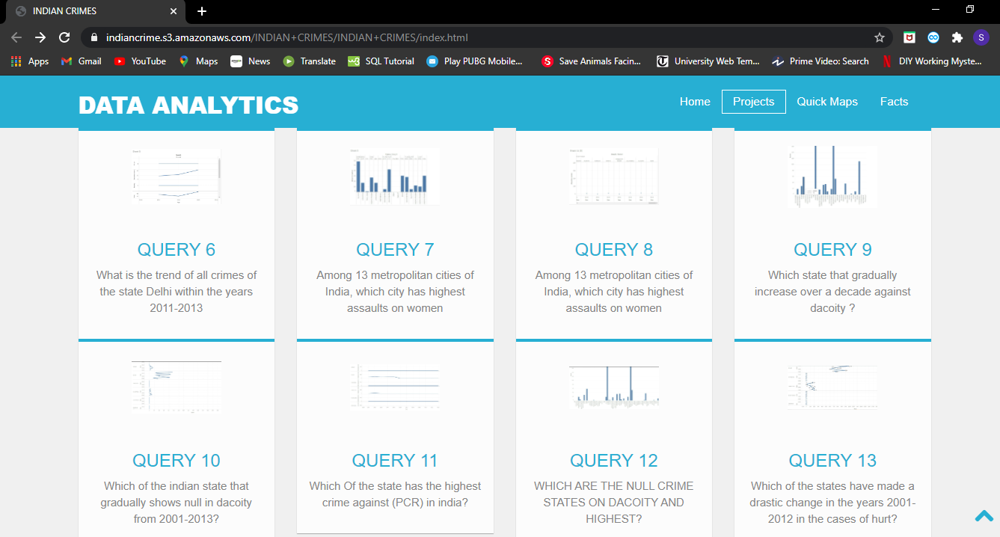 INDIAN CRIMES
indiancrime.s3.amazonaws.com/INDIAN+CRIMES/INDIAN+CRIMES/index.html
S
Apps Gmail YouTube Maps News Translate SQL Tutorial Play PUBG Mobile... Save Animals Facin... University Web Tem... Prime Video: Search DIY Working Myste...
DATA ANALYTICS
Home Projects Quick Maps Facts
QUERY 6
What is the trend of all crimes of
the state Delhi within the years
2011-2013
QUERY 7
Among 13 metropolitan cities of
India, which city has highest
assaults on women
QUERY 8
Among 13 metropolitan cities of
India, which city has highest
assaults on women
QUERY 9
Which state that gradually
increase over a decade against
dacoity ?
QUERY 10
Which of the indian state that
gradually shows null in dacoity
from 2001-2013?
QUERY 11
Which Of the state has the highest
crime against (PCR) in india?
QUERY 12
WHICH ARE THE NULL CRIME
STATES ON DACOITY AND
HIGHEST?
QUERY 13
Which of the states have made a
drastic change in the years 2001-
2012 in the cases of hurt?